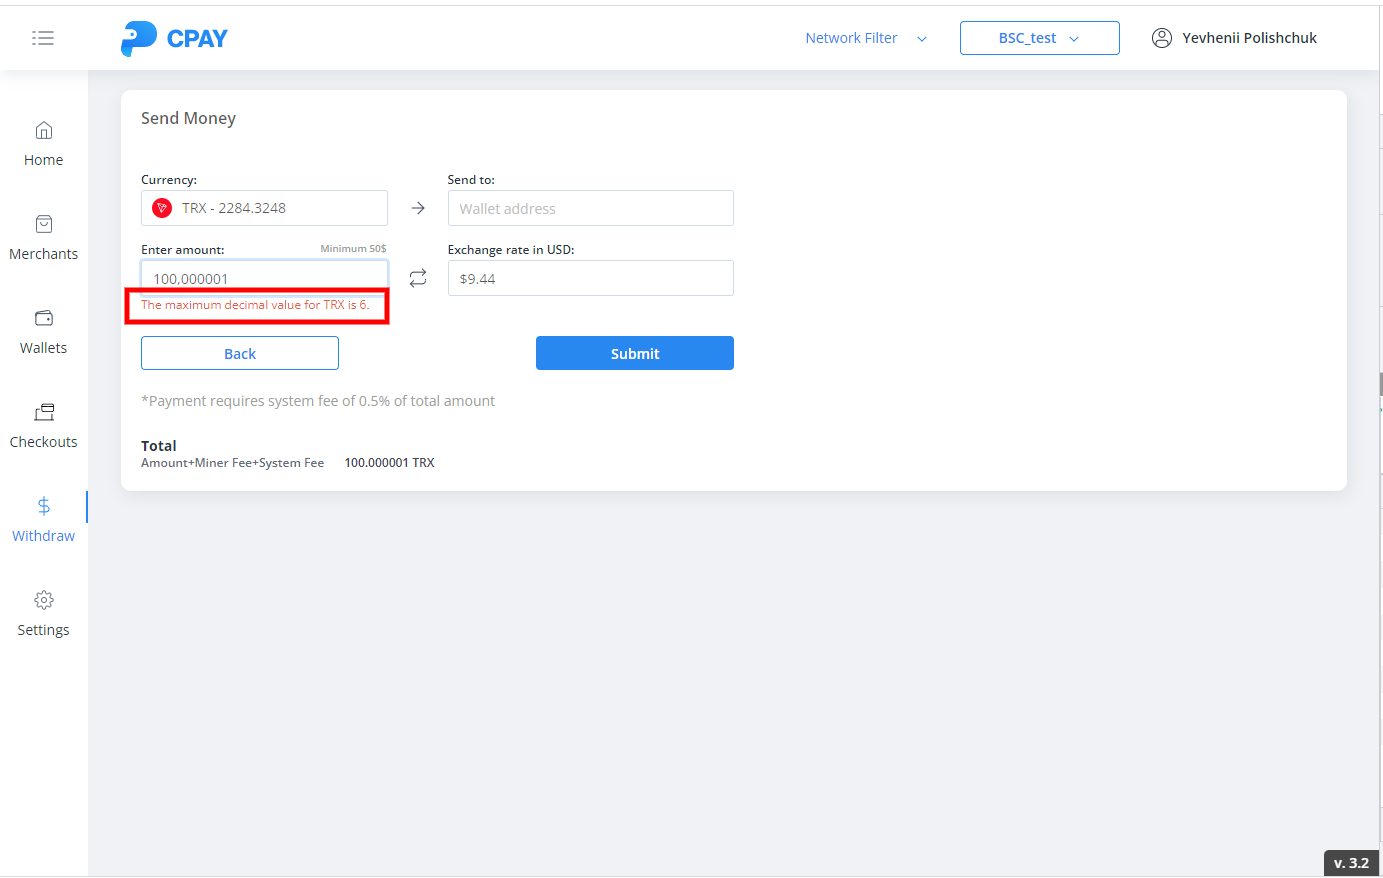 CPAY
Network Filter
BSC_test
Yevhenii Polishchuk
Home
Merchants
Wallets
Checkouts
Withdraw
Settings
Send Money
Currency:
Send to:
TRX - 2284.3248
Wallet address
Enter amount:
Minimum 50$
Exchange rate in USD:
100,000001
$9.44
The maximum decimal value for TRX is 6.
Back
Submit
*Payment requires system fee of 0.5% of total amount
Total
Amount+Miner Fee+System Fee 100.000001 TRX
v. 3.2